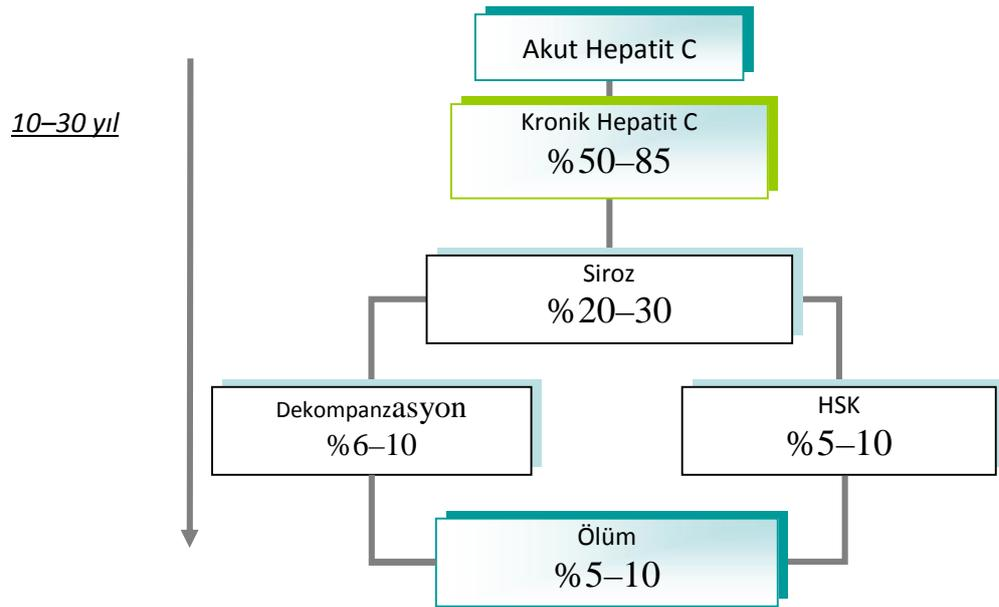 Akut Hepatit C
10–30 yıl
Kronik Hepatit C
%50–85
Siroz
%20–30
Dekompanzasyon
%6–10
HSK
%5–10
Ölüm
%5–10